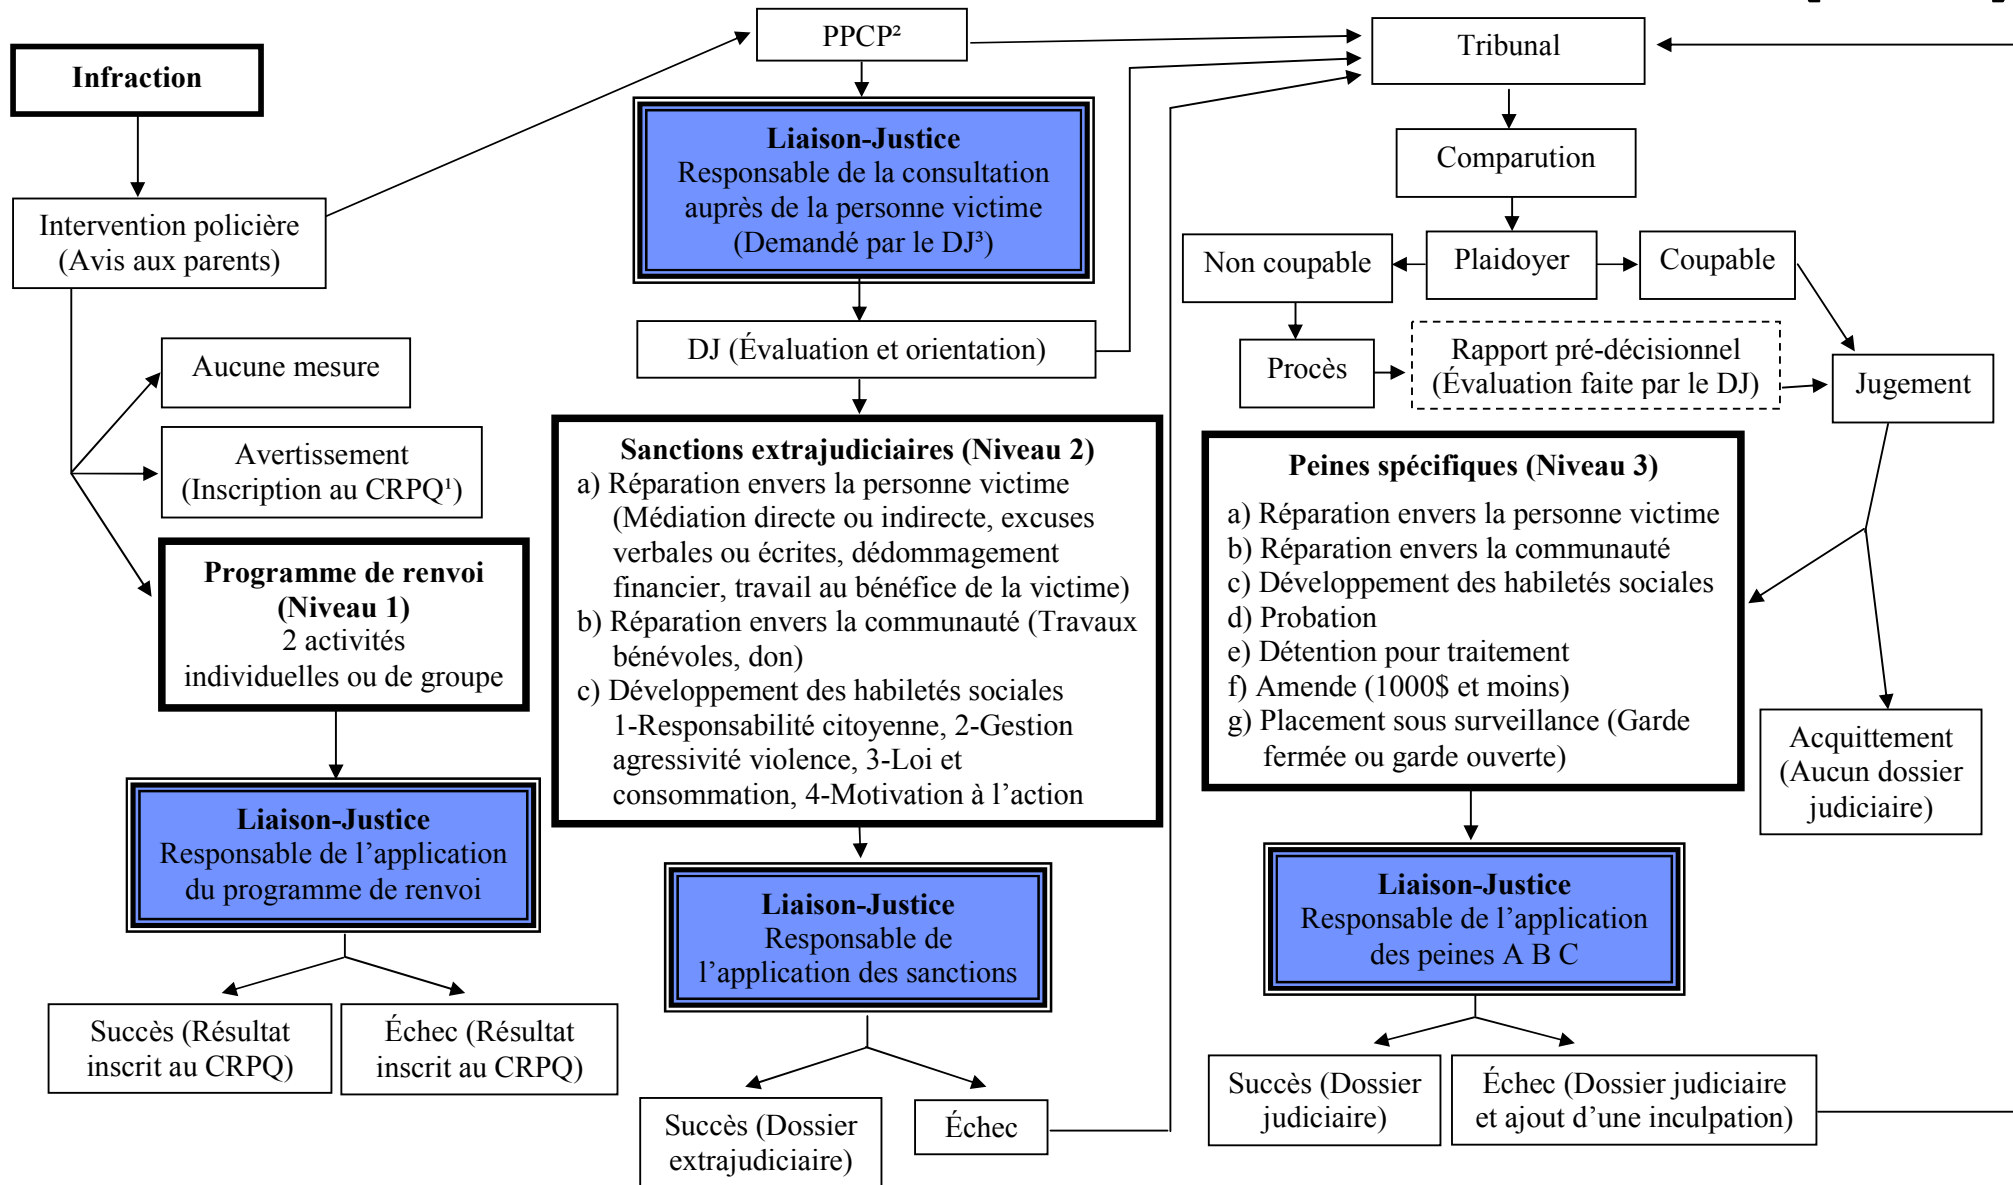 Infraction
Intervention policière
(Avis aux parents)
Aucune mesure
Avertissement
(Inscription au CRPQ¹)
Programme de renvoi
(Niveau 1)
2 activités
individuelles ou de groupe
Liaison-Justice
Responsable de l’application
du programme de renvoi
Succès (Résultat
inscrit au CRPQ)
Échec (Résultat
inscrit au CRPQ)
PPCP²
Liaison-Justice
Responsable de la consultation
auprès de la personne victime
(Demandé par le DJ³)
DJ (Évaluation et orientation)
Sanctions extrajudiciaires (Niveau 2)
a) Réparation envers la personne victime
(Médiation directe ou indirecte, excuses
verbales ou écrites, dédommagement
financier, travail au bénéfice de la victime)
b) Réparation envers la communauté (Travaux
bénévoles, don)
c) Développement des habiletés sociales
1-Responsabilité citoyenne, 2-Gestion
agressivité violence, 3-Loi et
consommation, 4-Motivation à l’action
Liaison-Justice
Responsable de
l’application des sanctions
Succès (Dossier
extrajudiciaire)
Échec
Tribunal
Comparution
Plaidoyer
Non coupable
Coupable
Procès
Rapport pré-décisionnel
(Évaluation faite par le DJ)
Jugement
Peines spécifiques (Niveau 3)
a) Réparation envers la personne victime
b) Réparation envers la communauté
c) Développement des habiletés sociales
d) Probation
e) Détention pour traitement
f) Amende (1000$ et moins)
g) Placement sous surveillance (Garde
fermée ou garde ouverte)
Acquittement
(Aucun dossier
judiciaire)
Liaison-Justice
Responsable de l’application
des peines A B C
Succès (Dossier
judiciaire)
Échec (Dossier judiciaire
et ajout d’une inculpation)